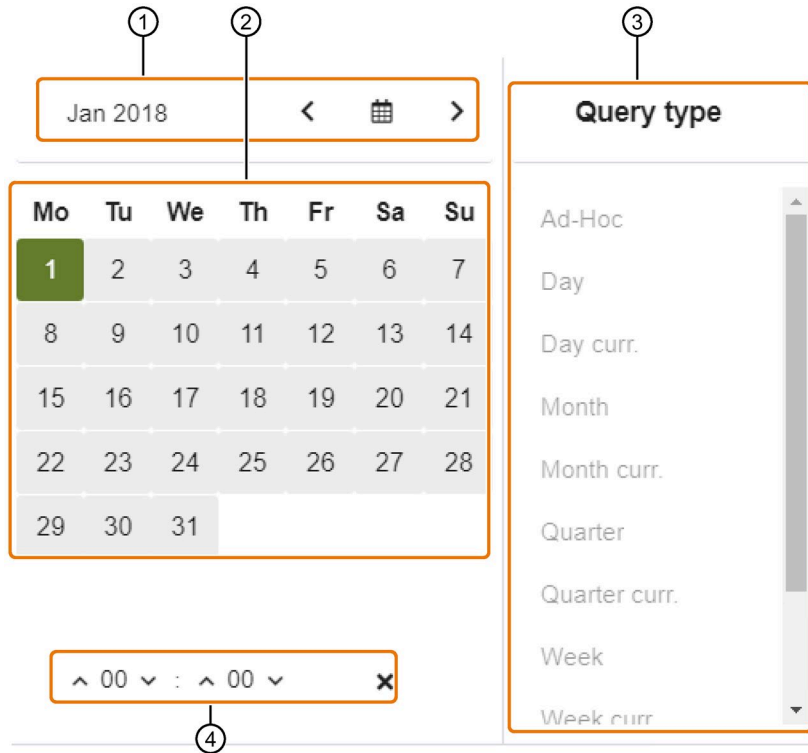 1 2 3
Jan 2018
Query type
Mo Tu We Th Fr Sa Su
1 2 3 4 5 6 7
8 9 10 11 12 13 14
15 16 17 18 19 20 21
22 23 24 25 26 27 28
29 30 31
Ad-Hoc
Day
Day curr.
Month
Month curr.
Quarter
Quarter curr.
Week
Week curr
00 : 00
4